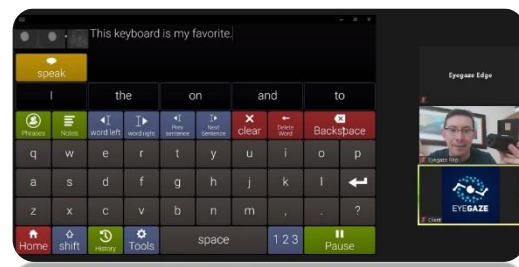 This keyboard is my favorite.
speak
I the on and to
Phrases Notes word left word right Prev sentence Next Sentence clear Delete Word Backspace
q w e r t y u i o p
a s d f g h j k l
z x c v b n m , . ?
Home shift History Tools space 1 2 3 Pause
Eyegaze Edge
Eyegaze Rep
EYEGAZE
Client